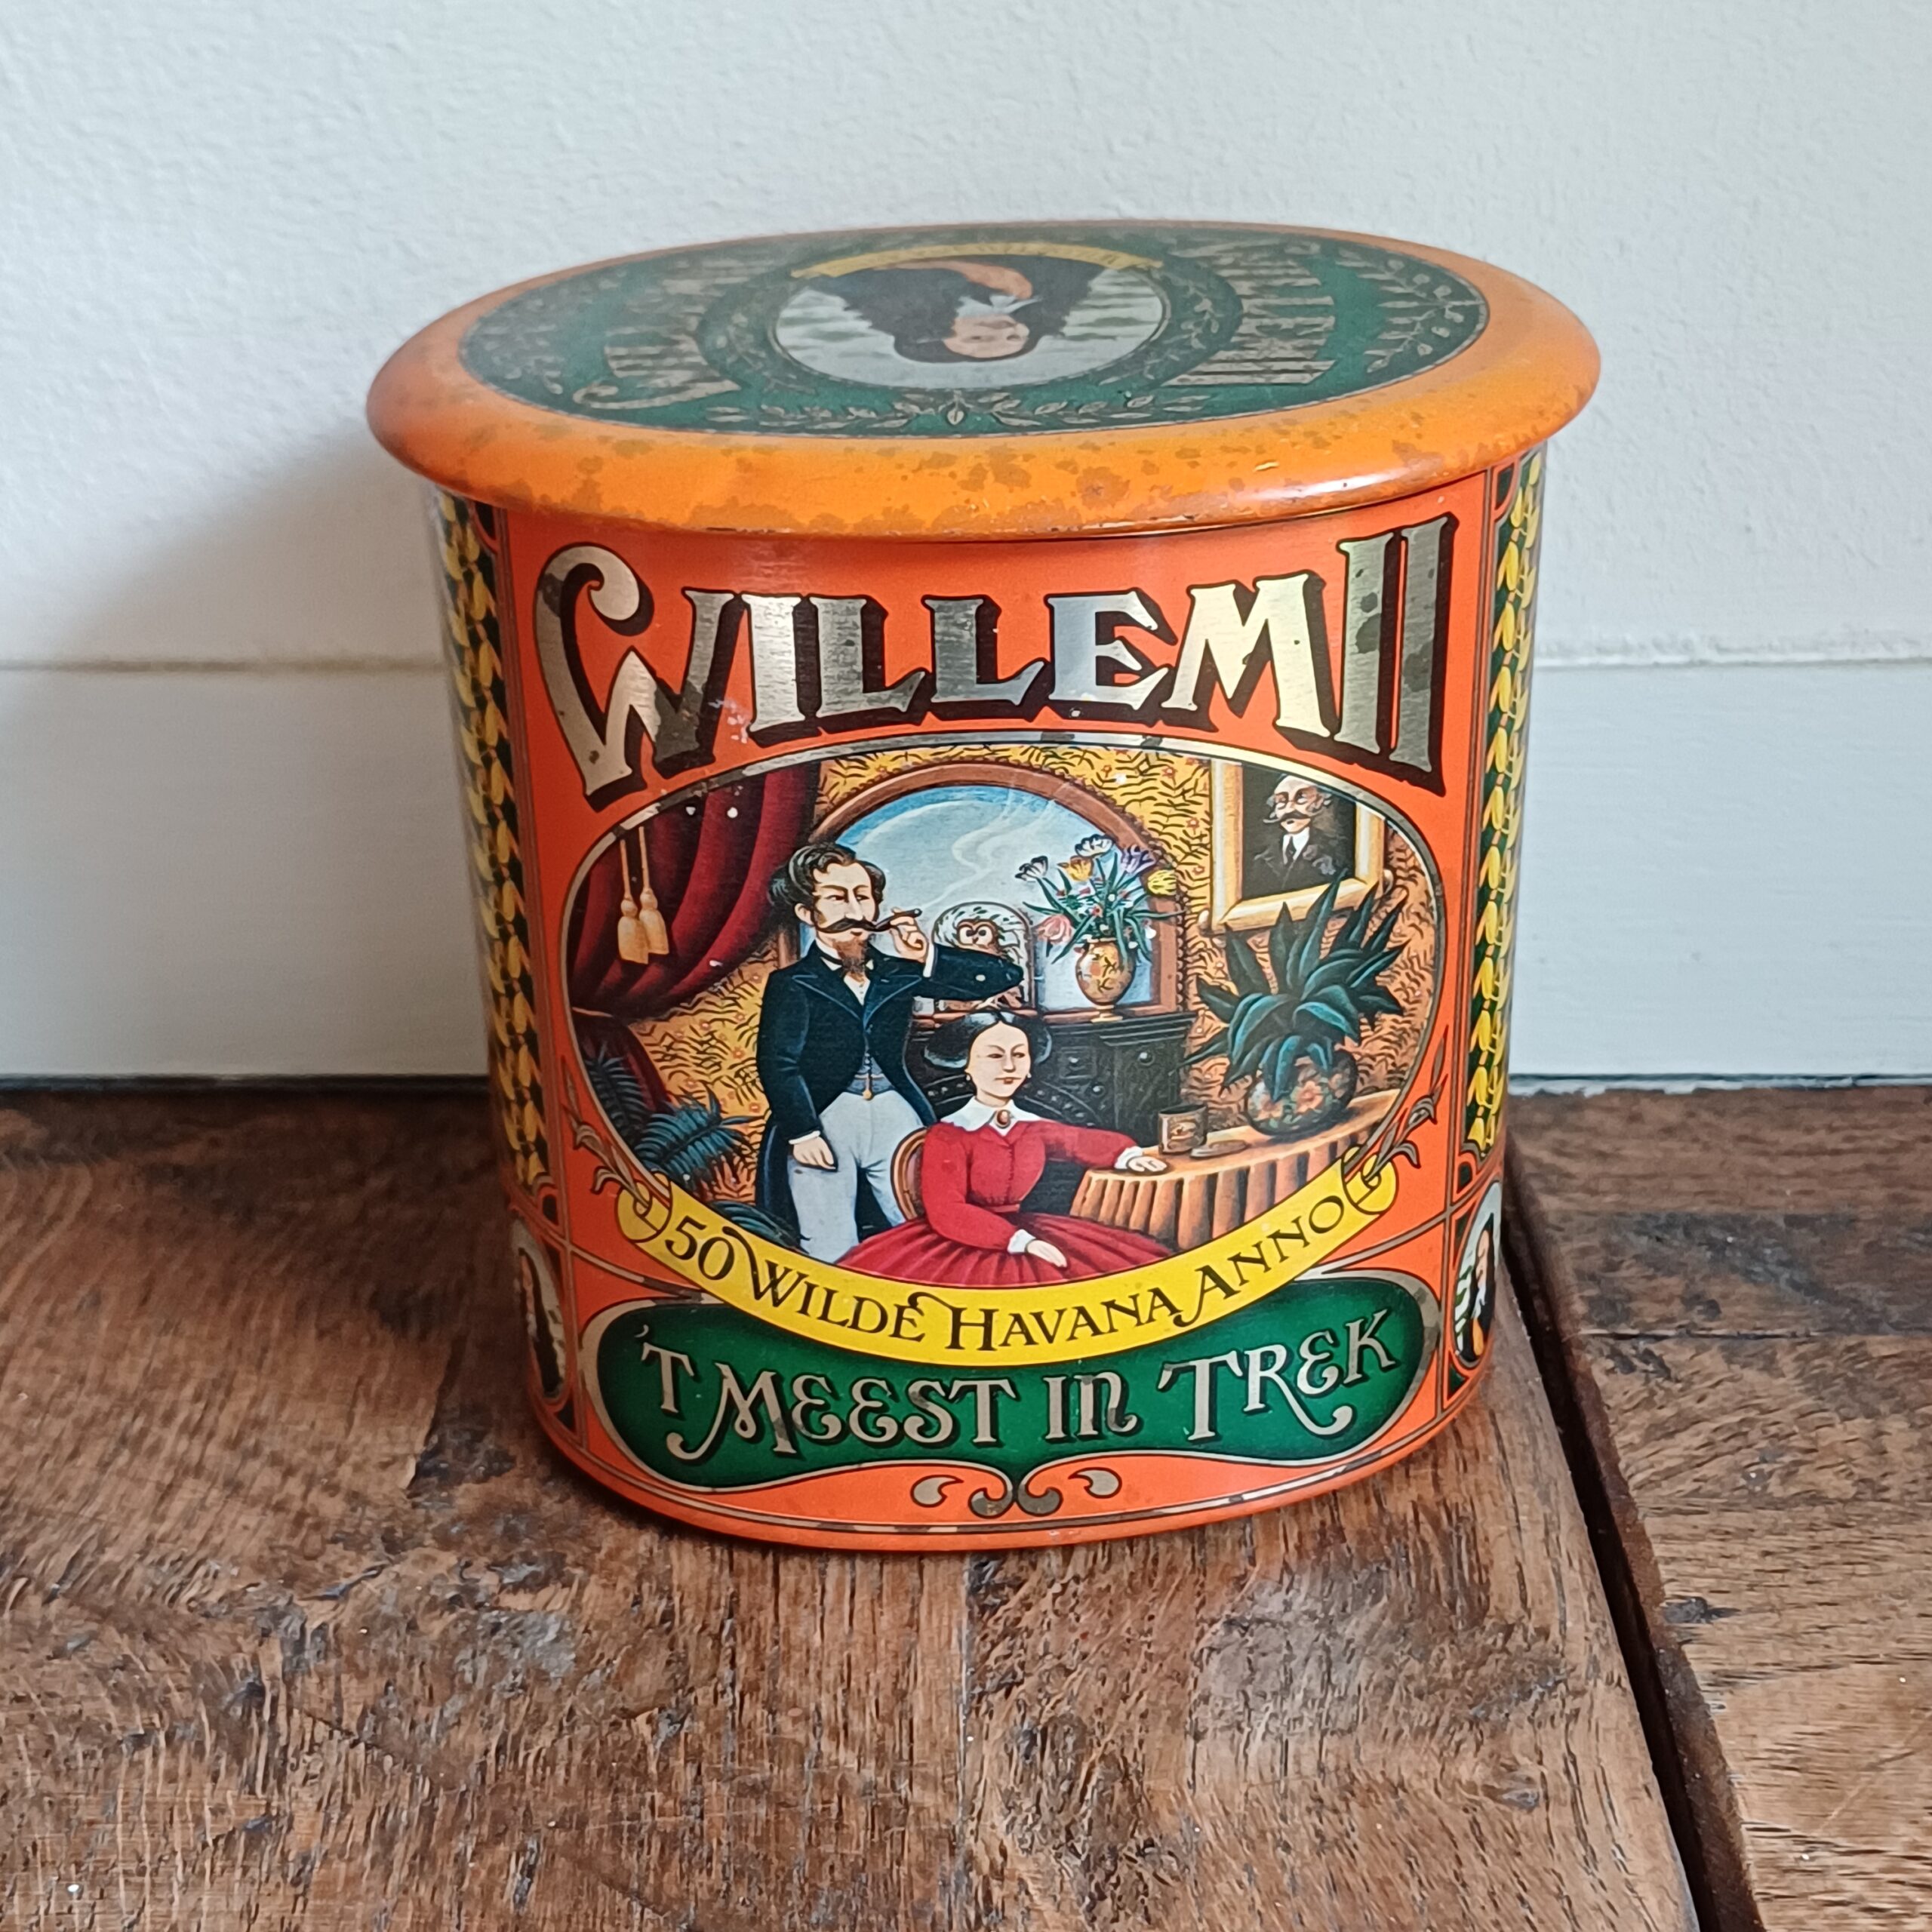 WILLEM II
50 WILDE HAVANA ANNO
'T MEEST IN TREK